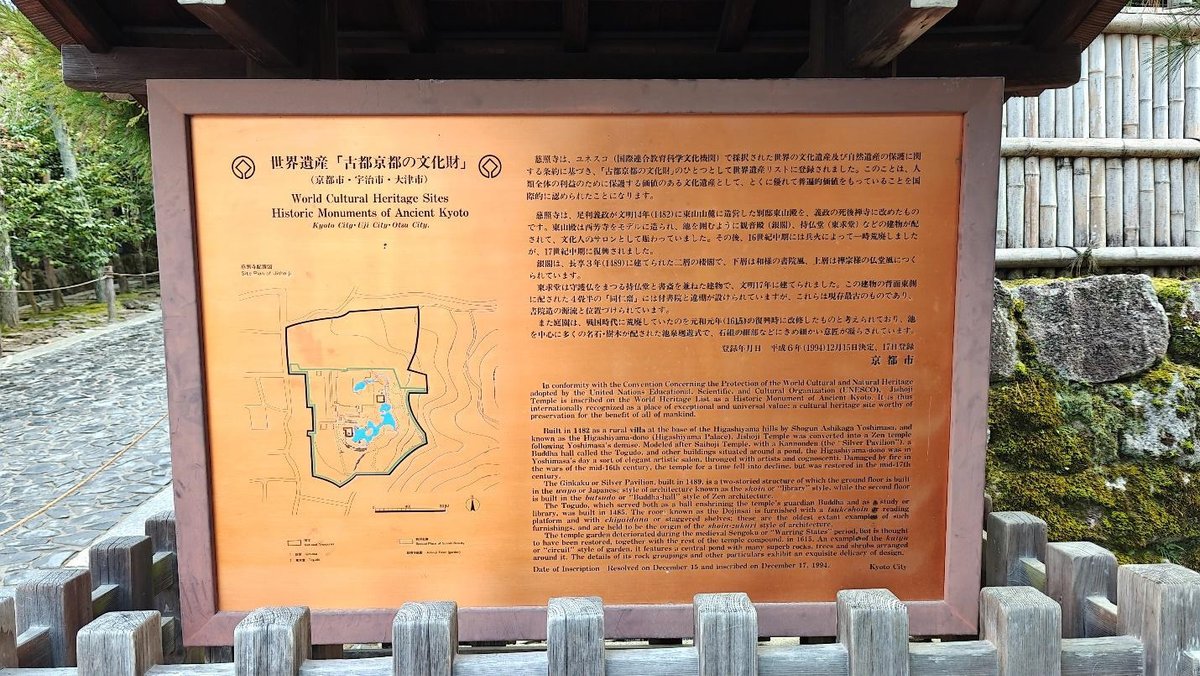 世界遺産「古都京都の文化財」
(京都市・宇治市・大津市)
World Cultural Heritage Sites
Historic Monuments of Ancient Kyoto
Kyoto City·Uji City·Otsu City.
慈照寺配置図
Site Plan of Jishoji
慈照寺は、ユネスコ(国際連合教育科学文化機関)で採択された世界の文化遺産及び自然遺産の保護に関
する条約に基づき、「古都京都の文化財」のひとつとして世界遺産リストに登録されました。このことは、人
類全体の利益のために保護する価値のある文化遺産として、とくに優れて普遍的価値をもっていることを国
際的に認められたことになります。
慈照寺は、足利義政が文明14年(1482)に東山山麓に造営した別邸東山殿を、義政の死後禅寺に改めたもの
です。東山殿は西芳寺をモデルに造られ、池を囲むように観音殿(銀閣)、持仏堂(東求堂)などの建物が配
されて、文化人のサロンとして賑わっていました。その後、16世紀中期には兵火によって一時荒廃しました
が、17世紀中期に復興されました。
銀閣は、長享3年(1489)に建てられた二層の楼閣で、下層は和様の書院風、上層は禅宗様の仏堂風につく
られています。
東求堂は守護仏をまつる持仏堂と書斎を兼ねた建物で、文明17年に建てられました。この建物の背面東側
に配された4畳半の「同仁斎」には付書院と違棚が設けられていますが、これらは現存最古のものであり、
書院造の源流と位置づけられています。
また庭園は、戦国時代に荒廃していたのを元和元年(1615)の復興時に改修したものと考えられており、池
を中心に多くの名石・樹木が配された池泉廻遊式で、石組の細部などにきめ細かい意匠が凝らされています。
登録年月日 平成6年(1994)12月15日決定、17日登録
京都市
In conformity with the Convention Concerning the Protection of the World Cultural and Natural Heritage
adopted by the United Nations Educational, Scientific, and Cultural Organization (UNESCO), Jishoji
Temple is inscribed on the World Heritage List as a Historic Monument of Ancient Kyoto. It is thus
internationally recognized as a place of exceptional and universal value: a cultural heritage site worthy of
preservation for the benefit of all of mankind.
Built in 1482 as a rural villa at the base of the Higashiyama hills by Shogun Ashikaga Yoshimasa, and
known as the Higashiyama-dono (Higashiyama Palace), Jishoji Temple was converted into a Zen temple
following Yoshimasa's demise. Modeled after Saihoji Temple, with a Kannonden (the "Silver Pavilion"), a
Buddha hall called the Togudo, and other buildings situated around a pond, the Higashiyama-dono was in
Yoshimasa's day a sort of elegant artistic salon, thronged with artists and cognoscenti. Damaged by fire in
the wars of the mid-16th century, the temple for a time fell into decline, but was restored in the mid-17th
century.
The Ginkaku or Silver Pavilion, built in 1489, is a two-storied structure of which the ground floor is built
in the wayo or Japanese style of architecture known as the shoin or "library" style, while the second floor
is built in the butsudo or "Buddha-hall" style of Zen architecture.
The Togudo, which served both as a hall enshrining the temple's guardian Buddha and as a study or
library, was built in 1485. The room known as the Dojinsai is furnished with a tsuke-shoin or reading
platform and with chigaidana or staggered shelves; these are the oldest extant examples of such
furnishings, and are held to be the origin of the shoin-zukuri style of architecture.
The temple garden deteriorated during the medieval Sengoku or "Warring States" period, but is thought
to have been restored, together with the rest of the temple compound, in 1615. An example of the kaiyu
or "circuit" style of garden, it features a central pond with many superb rocks, trees and shrubs arranged
around it. The details of its rock groupings and other particulars exhibit an exquisite delicacy of design.
Date of Inscription Resolved on December 15 and inscribed on December 17, 1994. Kyoto City